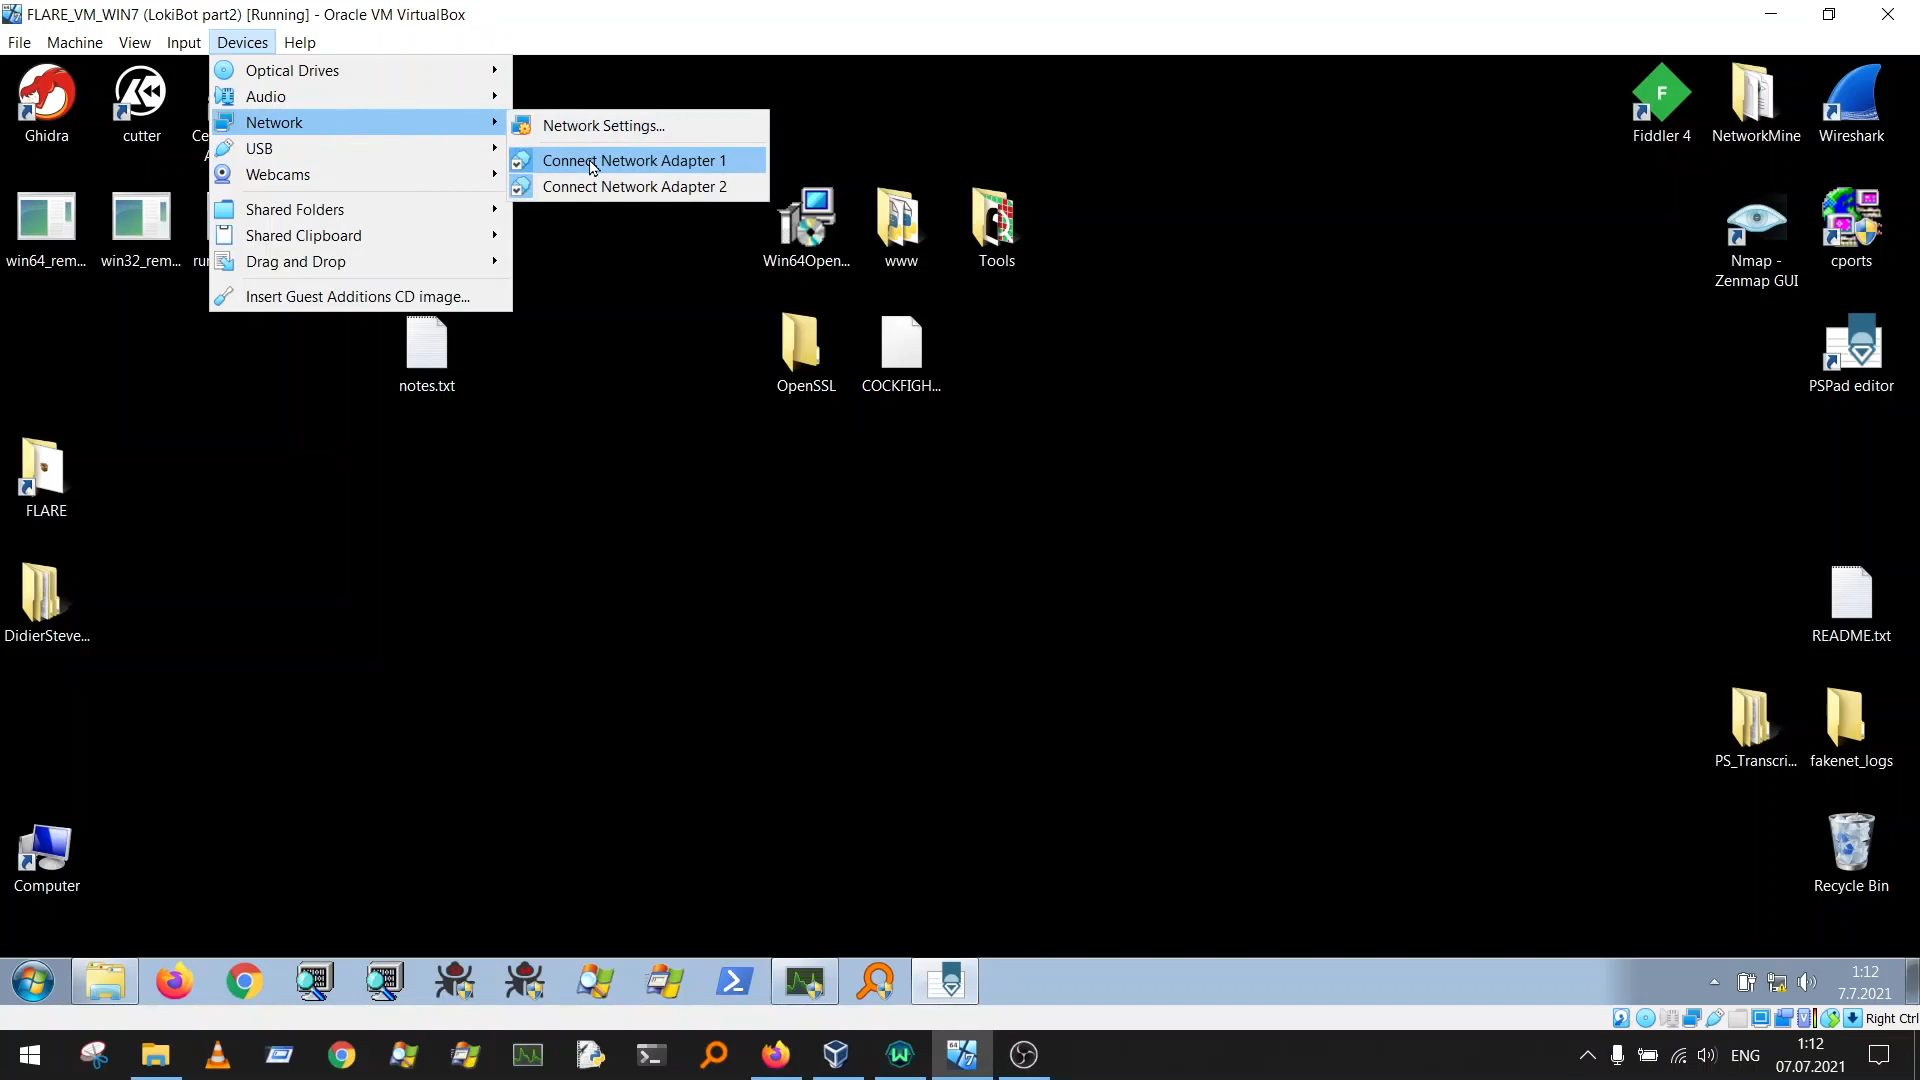 FLARE_VM_WIN7 (LokiBot part2) [Running] - Oracle VM VirtualBox
File Machine View Input Devices Help
Optical Drives
Audio
Network
USB
Webcams
Shared Folders
Shared Clipboard
Drag and Drop
Insert Guest Additions CD image...
Network Settings...
Connect Network Adapter 1
Connect Network Adapter 2
Ghidra
cutter
Ce
Fiddler 4
NetworkMine
Wireshark
win64_rem...
win32_rem...
run
Win64Open...
www
Tools
Nmap -
Zenmap GUI
cports
notes.txt
OpenSSL
COCKFIGH...
PSPad editor
FLARE
DidierSteve...
README.txt
PS_Transcri...
fakenet_logs
Computer
Recycle Bin
1:12
7.7.2021
Right Ctrl
ENG
1:12
07.07.2021